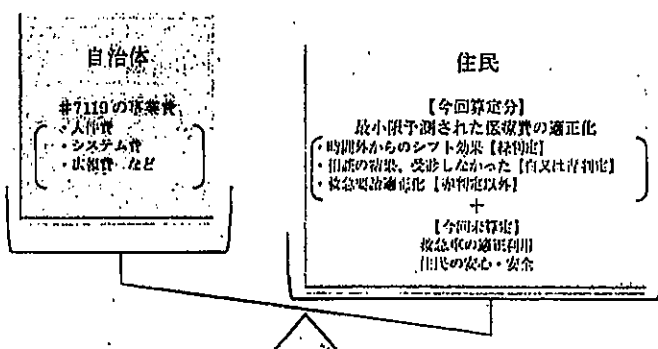 自治体
#7119の事業費
・人件費
・システム費
・広報費 など
住民
【今回算定分】
最小限予測された医療費の適正化
・時間外からのシフト効果【緑判定】
・相談の結果、受診しなかった【白又は青判定】
・救急要請適正化【赤判定以外】
+
【今回未算定】
救急車の適正利用
住民の安心・安全